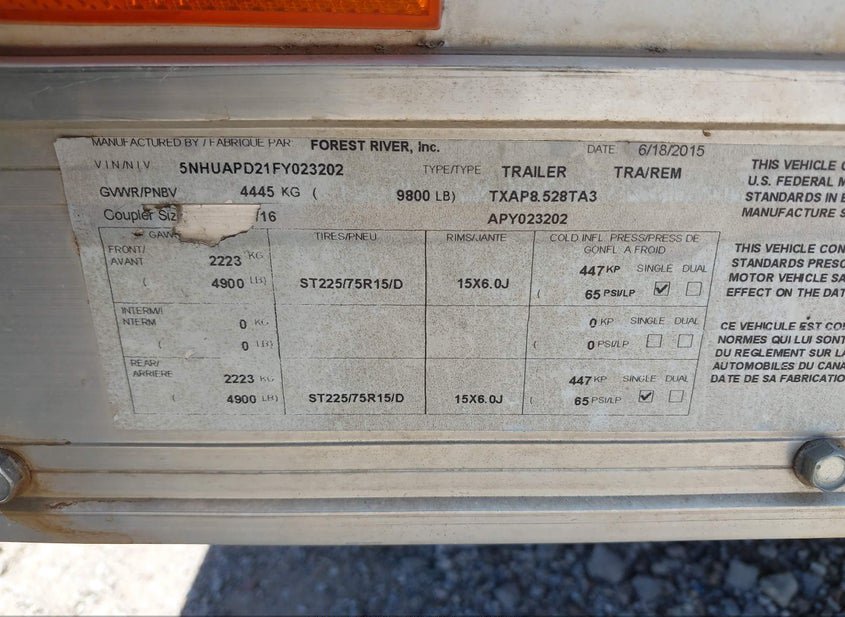 MANUFACTURED BY / FABRIQUE PAR: FOREST RIVER, Inc. DATE 6/18/2015
V I N/N I V 5NHUAPD21FY023202 TYPE/TYPE TRAILER TRA/REM
GVWR/PNBV 4445 KG ( 9800 LB) TXAP8.528TA3
Coupler Siz /16 APY023202
GAW TIRES/PNEU RIMS/JANTE COLD INFL. PRESS/PRESS DE
GONFL A FROID
FRONT/
AVANT 2223 KG 447 KP SINGLE DUAL
( 4900 LB) ST225/75R15/D 15X6.0J ( 65 PSI/LP
INTERM/
INTERM 0 KG 0 KP SINGLE DUAL
( 0 LB) ( 0 PSI/LP
REAR/
ARRIERE 2223 KG 447 KP SINGLE DUAL
( 4900 LB) ST225/75R15/D 15X6.0J ( 65 PSI/LP
THIS VEHICLE C
U.S. FEDERAL M
STANDARDS IN E
MANUFACTURE S
THIS VEHICLE CON
STANDARDS PRESC
MOTOR VEHICLE SA
EFFECT ON THE DAT
CE VEHICULE EST CO
NORMES QUI LUI SONT
DU REGLEMENT SUR LA
AUTOMOBILES DU CANA
DATE DE SA FABRICATION